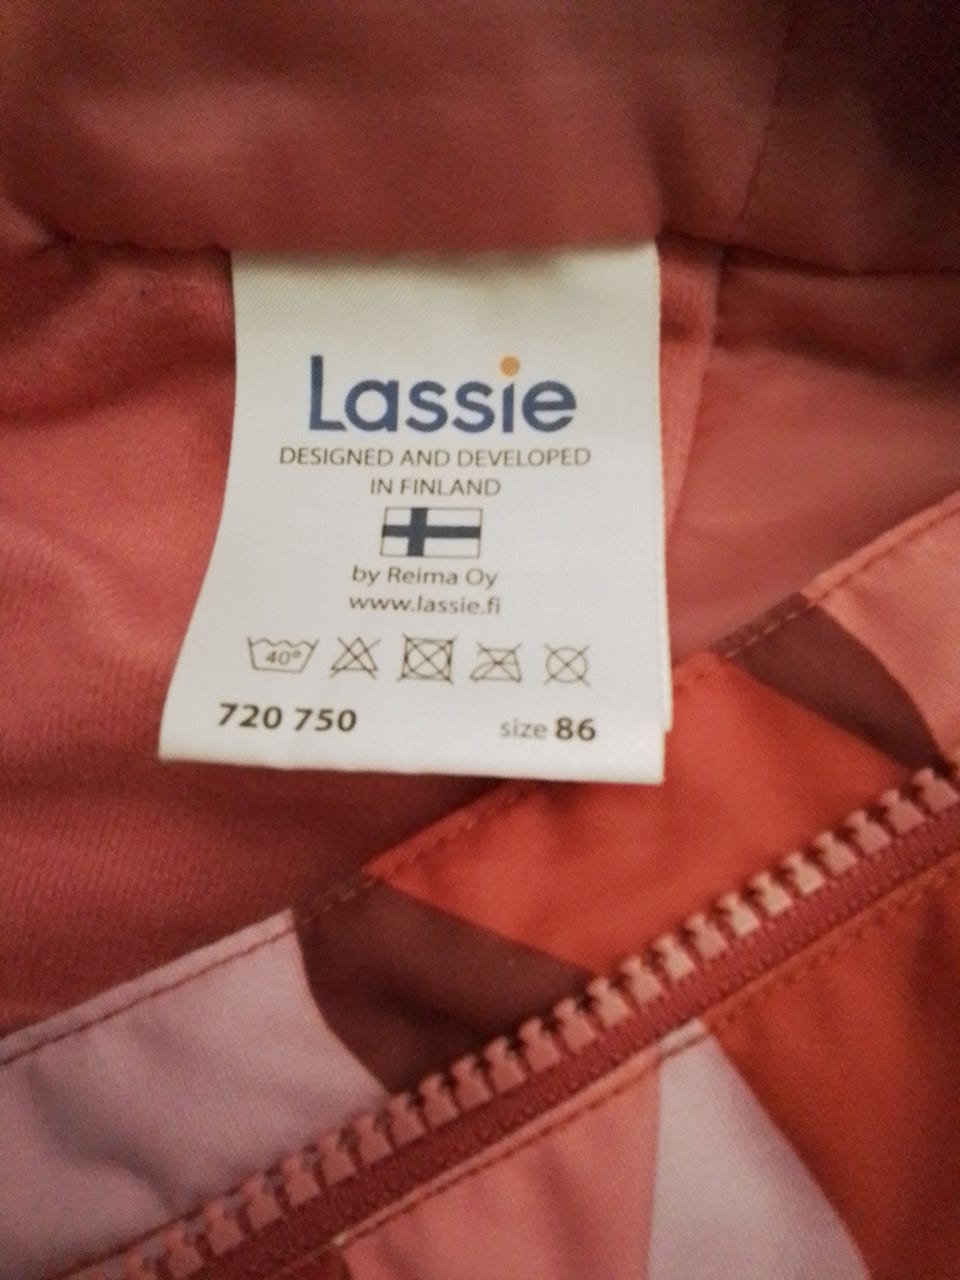 Lassie
DESIGNED AND DEVELOPED
IN FINLAND
by Reima Oy
www.lassie.fi
40°
720 750
size 86